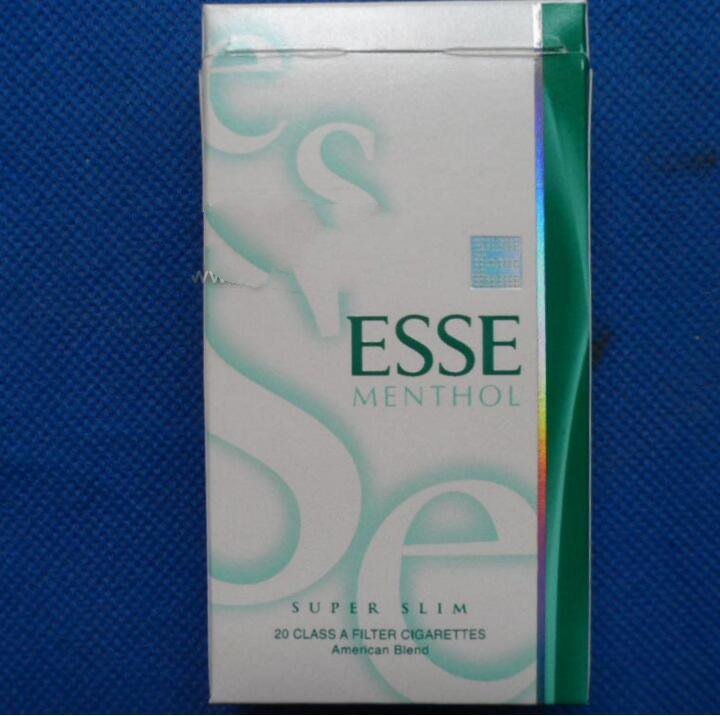 e
s
s
e
ESSE
MENTHOL
SUPER SLIM
20 CLASS A FILTER CIGARETTES
American Blend